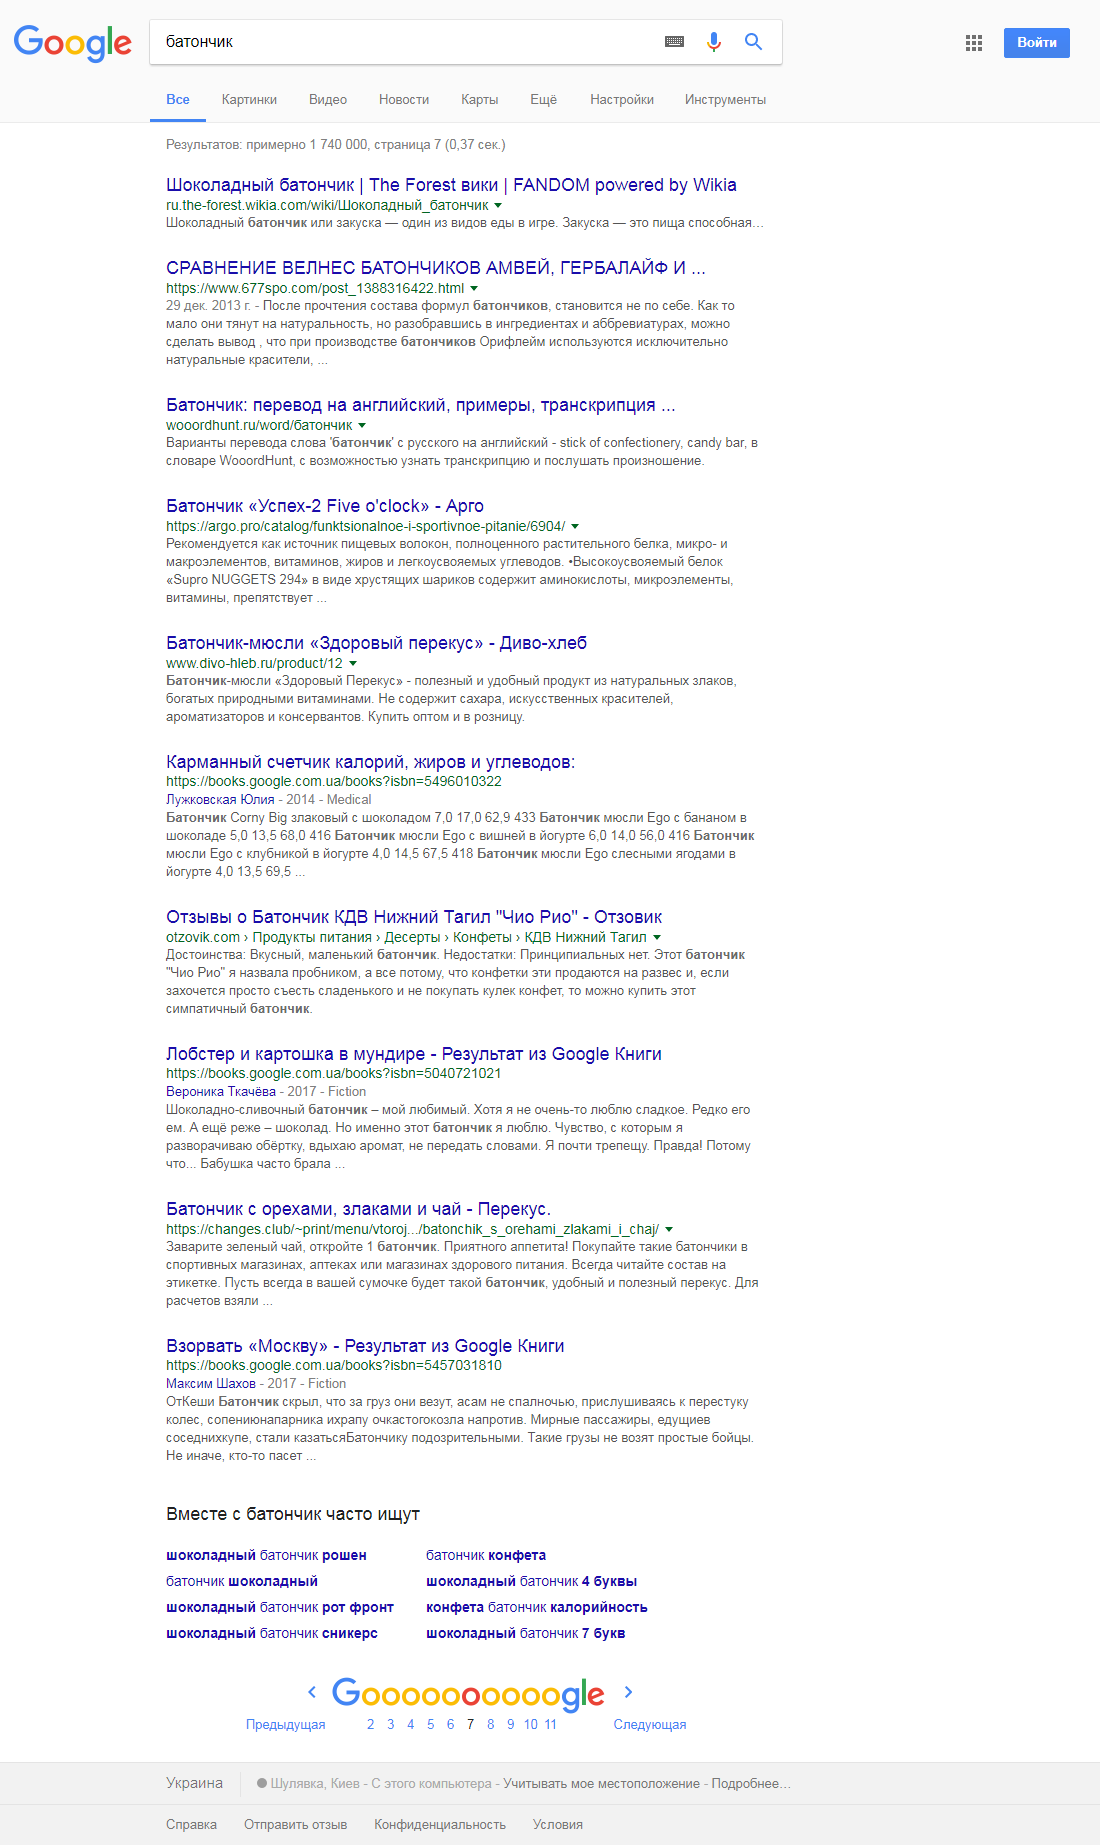 Google
батончик
Войти
Все Картинки Видео Новости Карты Ещё Настройки Инструменты
Результатов: примерно 1 740 000, страница 7 (0,37 сек.)
Шоколадный батончик | The Forest вики | FANDOM powered by Wikia
ru.the-forest.wikia.com/wiki/Шоколадный_батончик
Шоколадный батончик или закуска — один из видов еды в игре. Закуска — это пища способная…
СРАВНЕНИЕ ВЕЛНЕС БАТОНЧИКОВ АМВЕЙ, ГЕРБАЛАЙФ И ...
https://www.677spo.com/post_1388316422.html
29 дек. 2013 г. - После прочтения состава формул батончиков, становится не по себе. Как то
мало они тянут на натуральность, но разобравшись в ингредиентах и аббревиатурах, можно
сделать вывод , что при производстве батончиков Орифлейм используются исключительно
натуральные красители, ...
Батончик: перевод на английский, примеры, транскрипция ...
wooordhunt.ru/word/батончик
Варианты перевода слова 'батончик' с русского на английский - stick of confectionery, candy bar, в
словаре WooordHunt, с возможностью узнать транскрипцию и послушать произношение.
Батончик «Успех-2 Five o'clock» - Арго
https://argo.pro/catalog/funktsionalnoe-i-sportivnoe-pitanie/6904/
Рекомендуется как источник пищевых волокон, полноценного растительного белка, микро- и
макроэлементов, витаминов, жиров и легкоусвояемых углеводов. •Высокоусвояемый белок
«Supro NUGGETS 294» в виде хрустящих шариков содержит аминокислоты, микроэлементы,
витамины, препятствует ...
Батончик-мюсли «Здоровый перекус» - Диво-хлеб
www.divo-hleb.ru/product/12
Батончик-мюсли «Здоровый Перекус» - полезный и удобный продукт из натуральных злаков,
богатых природными витаминами. Не содержит сахара, искусственных красителей,
ароматизаторов и консервантов. Купить оптом и в розницу.
Карманный счетчик калорий, жиров и углеводов:
https://books.google.com.ua/books?isbn=5496010322
Лужковская Юлия - 2014 - Medical
Батончик Corny Big злаковый с шоколадом 7,0 17,0 62,9 433 Батончик мюсли Ego с бананом в
шоколаде 5,0 13,5 68,0 416 Батончик мюсли Ego с вишней в йогурте 6,0 14,0 56,0 416 Батончик
мюсли Ego с клубникой в йогурте 4,0 14,5 67,5 418 Батончик мюсли Ego слесными ягодами в
йогурте 4,0 13,5 69,5 ...
Отзывы о Батончик КДВ Нижний Тагил "Чио Рио" - Отзовик
otzovik.com › Продукты питания › Десерты › Конфеты › КДВ Нижний Тагил
Достоинства: Вкусный, маленький батончик. Недостатки: Принципиальных нет. Этот батончик
"Чио Рио" я назвала пробником, а все потому, что конфетки эти продаются на развес и, если
захочется просто съесть сладенького и не покупать кулек конфет, то можно купить этот
симпатичный батончик.
Лобстер и картошка в мундире - Результат из Google Книги
https://books.google.com.ua/books?isbn=5040721021
Вероника Ткачёва - 2017 - Fiction
Шоколадно-сливочный батончик – мой любимый. Хотя я не очень-то люблю сладкое. Редко его
ем. А ещё реже – шоколад. Но именно этот батончик я люблю. Чувство, с которым я
разворачиваю обёртку, вдыхаю аромат, не передать словами. Я почти трепещу. Правда! Потому
что... Бабушка часто брала ...
Батончик с орехами, злаками и чай - Перекус.
https://changes.club/~print/menu/vtoroj.../batonchik_s_orehami_zlakami_i_chaj/
Заварите зеленый чай, откройте 1 батончик. Приятного аппетита! Покупайте такие батончики в
спортивных магазинах, аптеках или магазинах здорового питания. Всегда читайте состав на
этикетке. Пусть всегда в вашей сумочке будет такой батончик, удобный и полезный перекус. Для
расчетов взяли ...
Взорвать «Москву» - Результат из Google Книги
https://books.google.com.ua/books?isbn=5457031810
Максим Шахов - 2017 - Fiction
ОтКеши Батончик скрыл, что за груз они везут, асам не спалночью, прислушиваясь к перестуку
колес, сопениюнапарника ихрапу очкастогокозла напротив. Мирные пассажиры, едущиев
соседнихкупе, стали казатьсяБатончику подозрительными. Такие грузы не возят простые бойцы.
Не иначе, кто-то пасет ...
Вместе с батончик часто ищут
шоколадный батончик рошен батончик конфета
батончик шоколадный шоколадный батончик 4 буквы
шоколадный батончик рот фронт конфета батончик калорийность
шоколадный батончик сникерс шоколадный батончик 7 букв
Goooooooooogle
Предыдущая 2 3 4 5 6 7 8 9 10 11 Следующая
Украина Шулявка, Киев - С этого компьютера - Учитывать мое местоположение - Подробнее…
Справка Отправить отзыв Конфиденциальность Условия